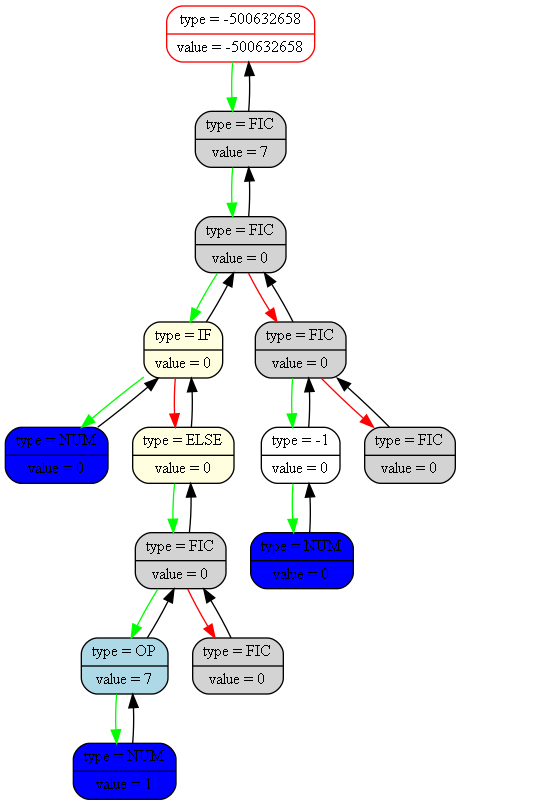 type = -500632658
value = -500632658
type = FIC
value = 7
type = FIC
value = 0
type = IF
value = 0
type = FIC
value = 0
type = NUM
value = 0
type = ELSE
value = 0
type = -1
value = 0
type = FIC
value = 0
type = FIC
value = 0
type = NUM
value = 0
type = OP
value = 7
type = FIC
value = 0
type = NUM
value = 1